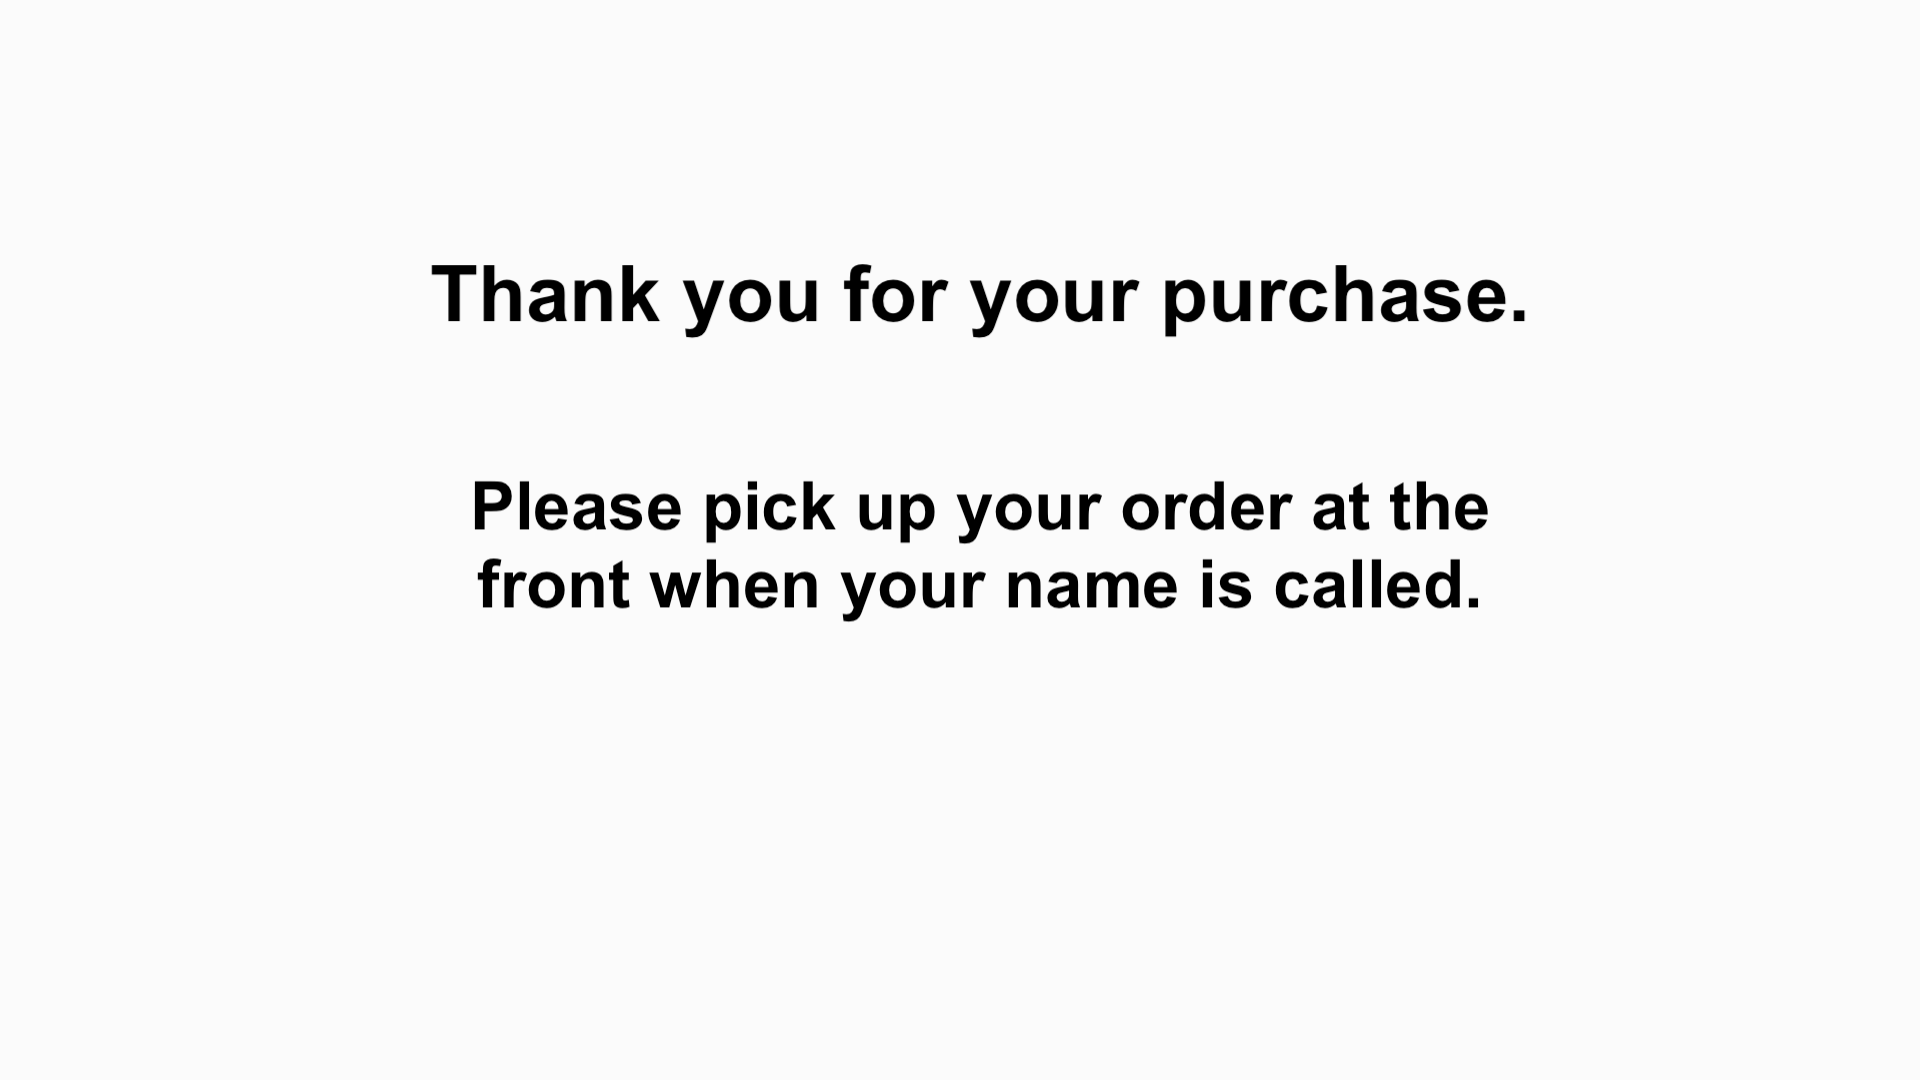 Thank you for your purchase.
Please pick up your order at the
front when your name is called.